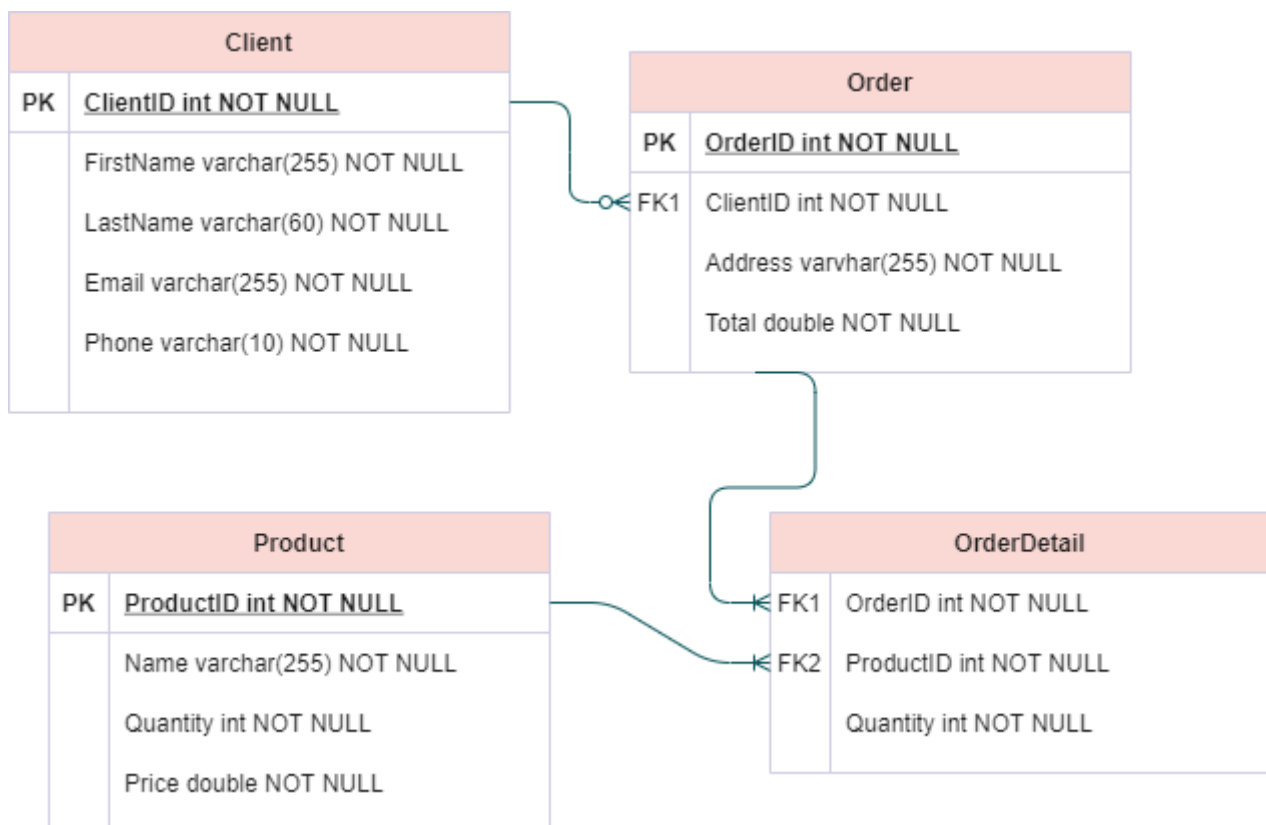 Client
PK ClientID int NOT NULL
FirstName varchar(255) NOT NULL
LastName varchar(60) NOT NULL
Email varchar(255) NOT NULL
Phone varchar(10) NOT NULL
Order
PK OrderID int NOT NULL
FK1 ClientID int NOT NULL
Address varvhar(255) NOT NULL
Total double NOT NULL
Product
PK ProductID int NOT NULL
Name varchar(255) NOT NULL
Quantity int NOT NULL
Price double NOT NULL
OrderDetail
FK1 OrderID int NOT NULL
FK2 ProductID int NOT NULL
Quantity int NOT NULL